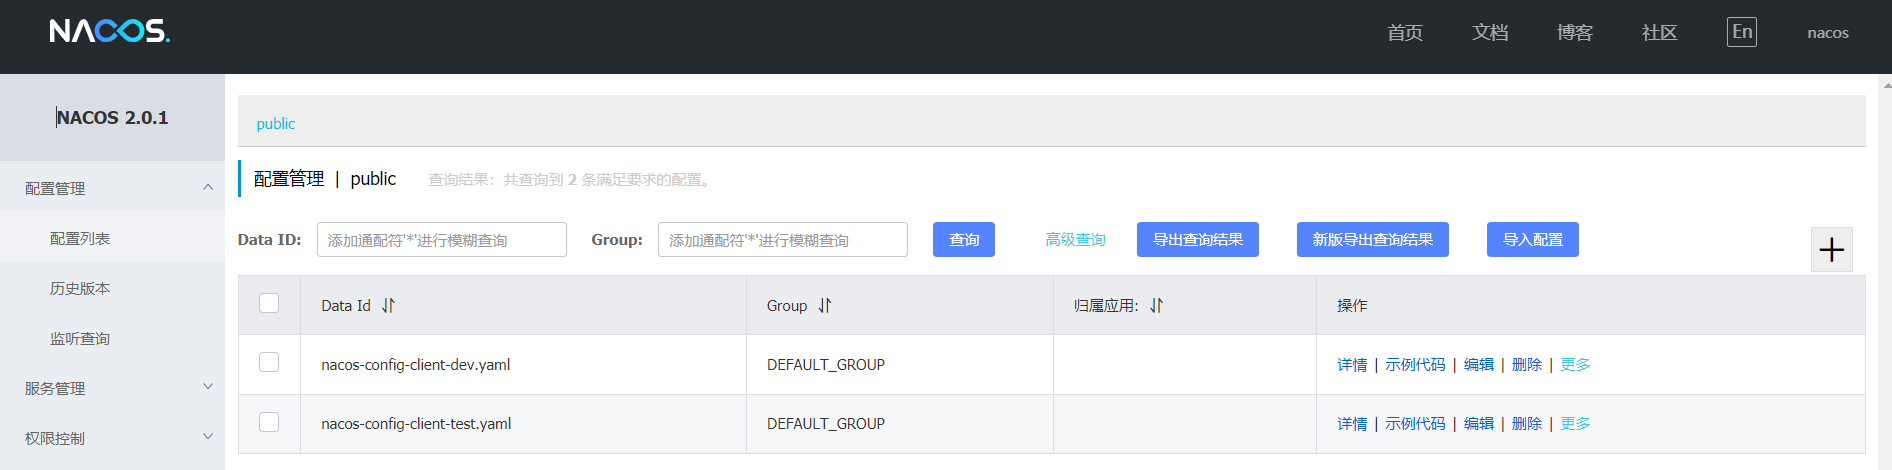 NACOS.
首页 文档 博客 社区 En nacos
NACOS 2.0.1
配置管理
配置列表
历史版本
监听查询
服务管理
权限控制
public
配置管理 | public 查询结果：共查询到 2 条满足要求的配置。
Data ID: 添加通配符'*'进行模糊查询 Group: 添加通配符'*'进行模糊查询 查询 高级查询 导出查询结果 新版导出查询结果 导入配置 +
Data Id Group 归属应用: 操作
nacos-config-client-dev.yaml DEFAULT_GROUP 详情 | 示例代码 | 编辑 | 删除 | 更多
nacos-config-client-test.yaml DEFAULT_GROUP 详情 | 示例代码 | 编辑 | 删除 | 更多